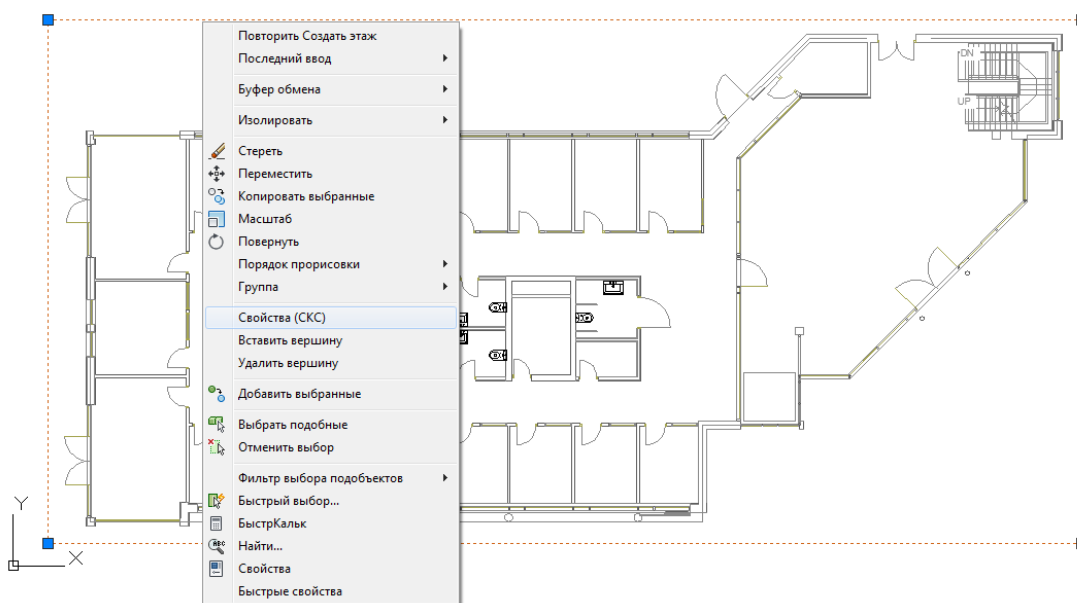 Повторить Создать этаж
Последний ввод
Буфер обмена
Изолировать
Стереть
Переместить
Копировать выбранные
Масштаб
Повернуть
Порядок прорисовки
Группа
Свойства (СКС)
Вставить вершину
Удалить вершину
Добавить выбранные
Выбрать подобные
Отменить выбор
Фильтр выбора подобъектов
Быстрый выбор...
БыстрКальк
ABC
Найти...
Свойства
Быстрые свойства
DN
UP
Y
X